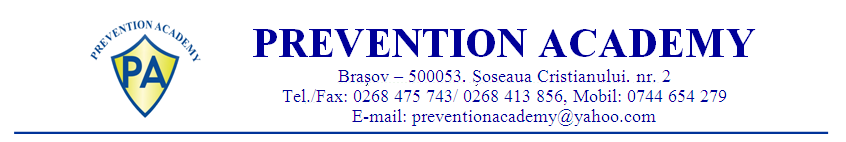 PREVENTION ACADEMY
PA
PREVENTION ACADEMY
Brașov – 500053. Șoseaua Cristianului. nr. 2
Tel./Fax: 0268 475 743/ 0268 413 856, Mobil: 0744 654 279
E-mail: preventionacademy@yahoo.com